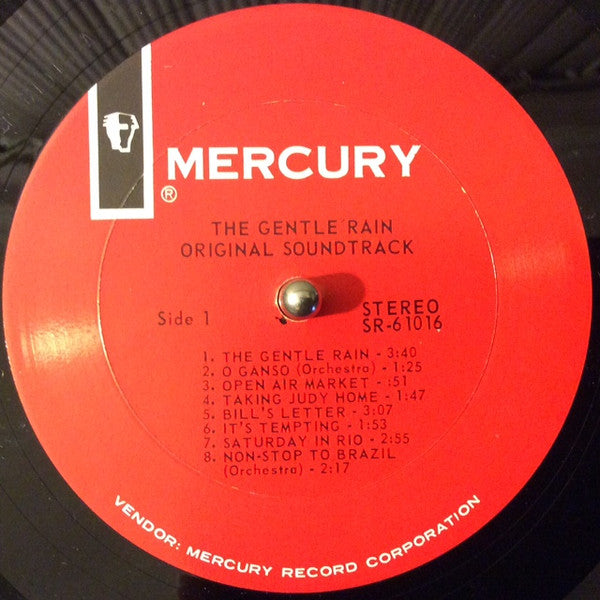 MERCURY
®
THE GENTLE RAIN
ORIGINAL SOUNDTRACK
Side 1
STEREO
SR-61016
1. THE GENTLE RAIN - 3:40
2. O GANSO (Orchestra) - 1:25
3. OPEN AIR MARKET - :51
4. TAKING JUDY HOME - 1:47
5. BILL'S LETTER - 3:07
6. IT'S TEMPTING - 1:53
7. SATURDAY IN RIO - 2:55
8. NON-STOP TO BRAZIL
(Orchestra) - 2:17
VENDOR: MERCURY RECORD CORPORATION